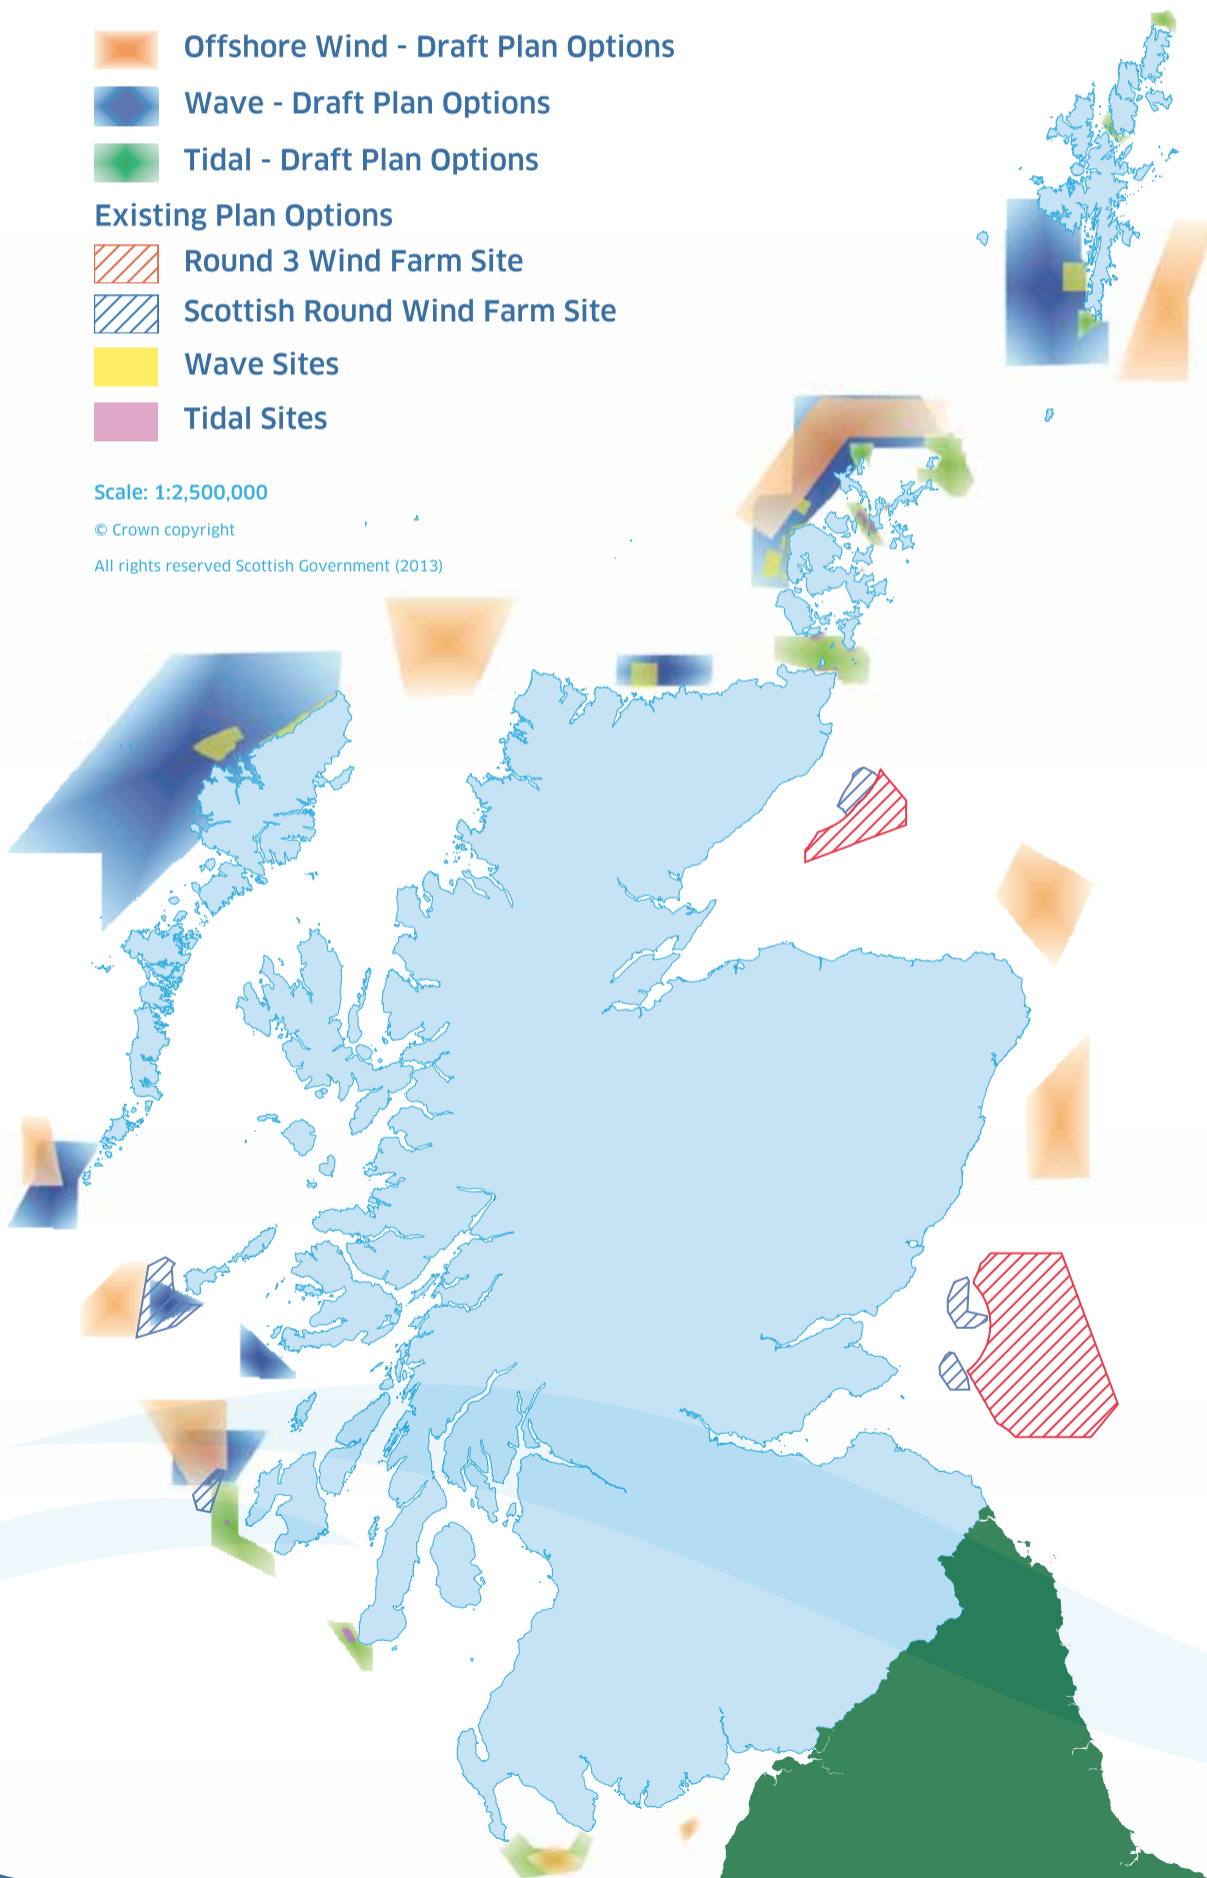 Offshore Wind - Draft Plan Options
Wave - Draft Plan Options
Tidal - Draft Plan Options
Existing Plan Options
Round 3 Wind Farm Site
Scottish Round Wind Farm Site
Wave Sites
Tidal Sites
Scale: 1:2,500,000
© Crown copyright
All rights reserved Scottish Government (2013)